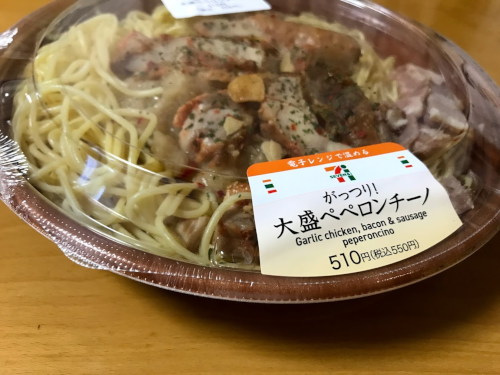 電子レンジで温める
がっつり!
大盛ペペロンチーノ
Garlic chicken, bacon & sausage
peperoncino
510円(税込550円)